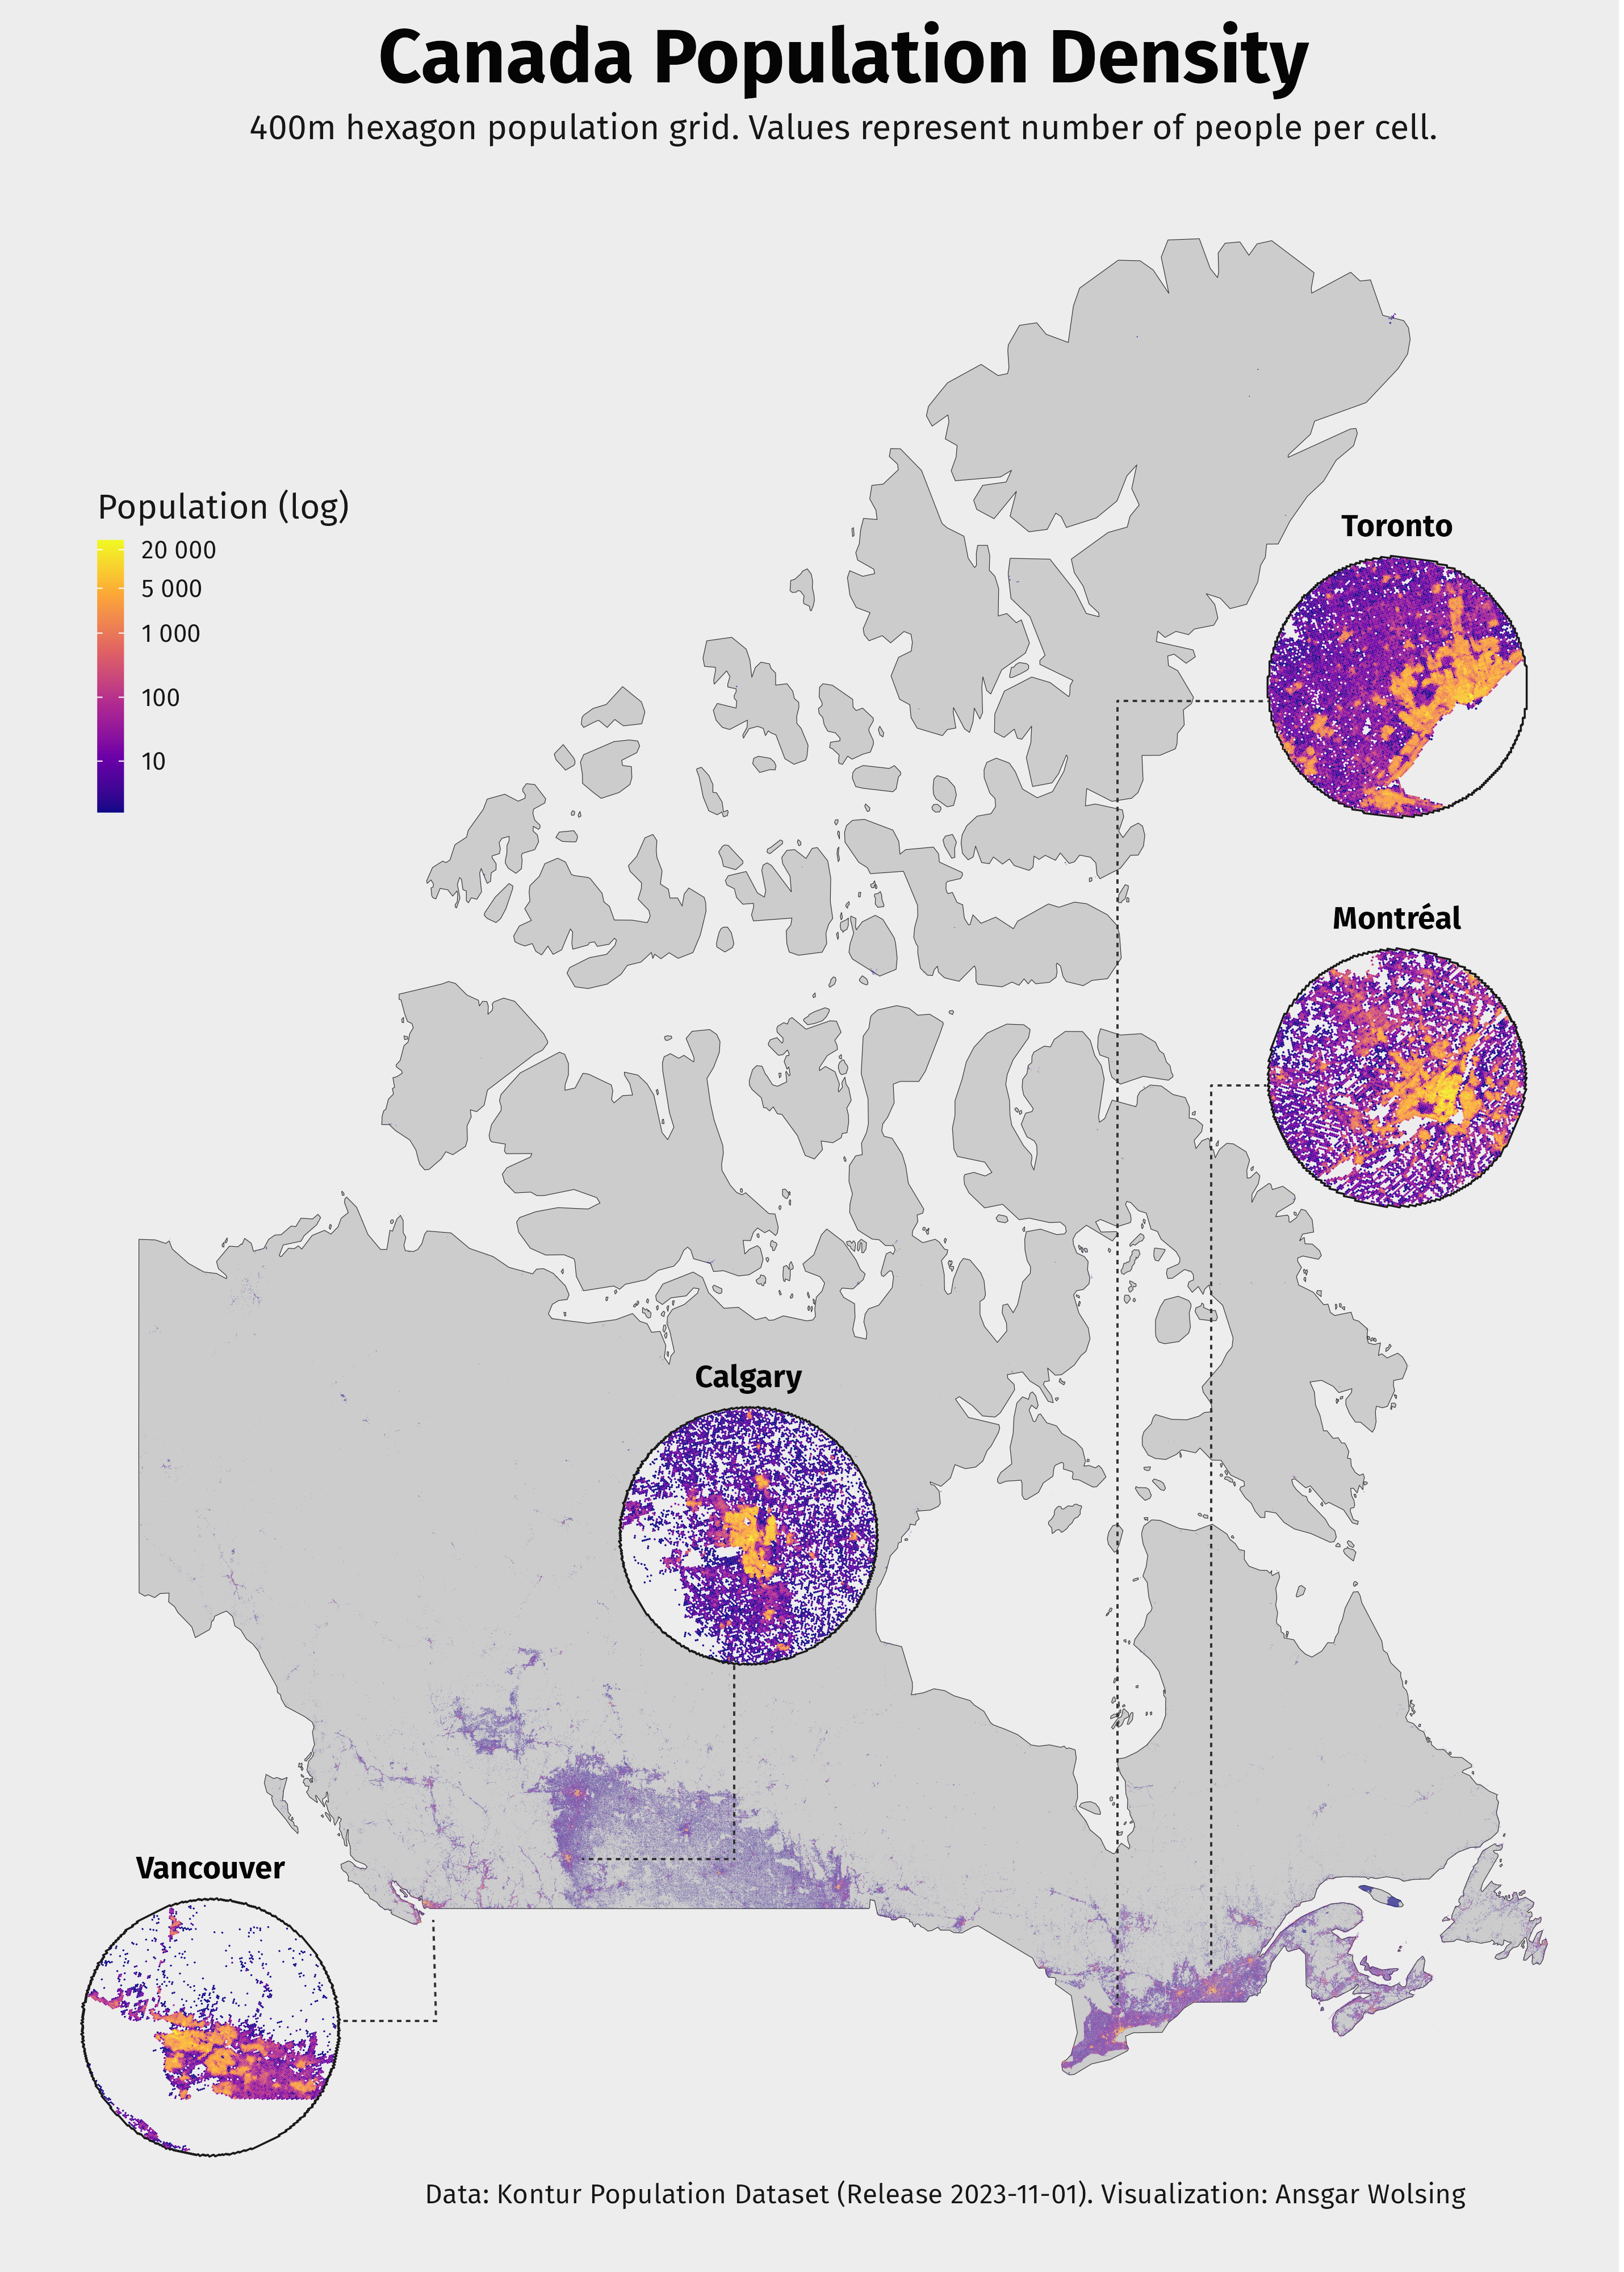 Canada Population Density
400m hexagon population grid. Values represent number of people per cell.
Population (log)
20 000
5 000
1 000
100
10
Toronto
Montréal
Calgary
Vancouver
Data: Kontur Population Dataset (Release 2023-11-01). Visualization: Ansgar Wolsing